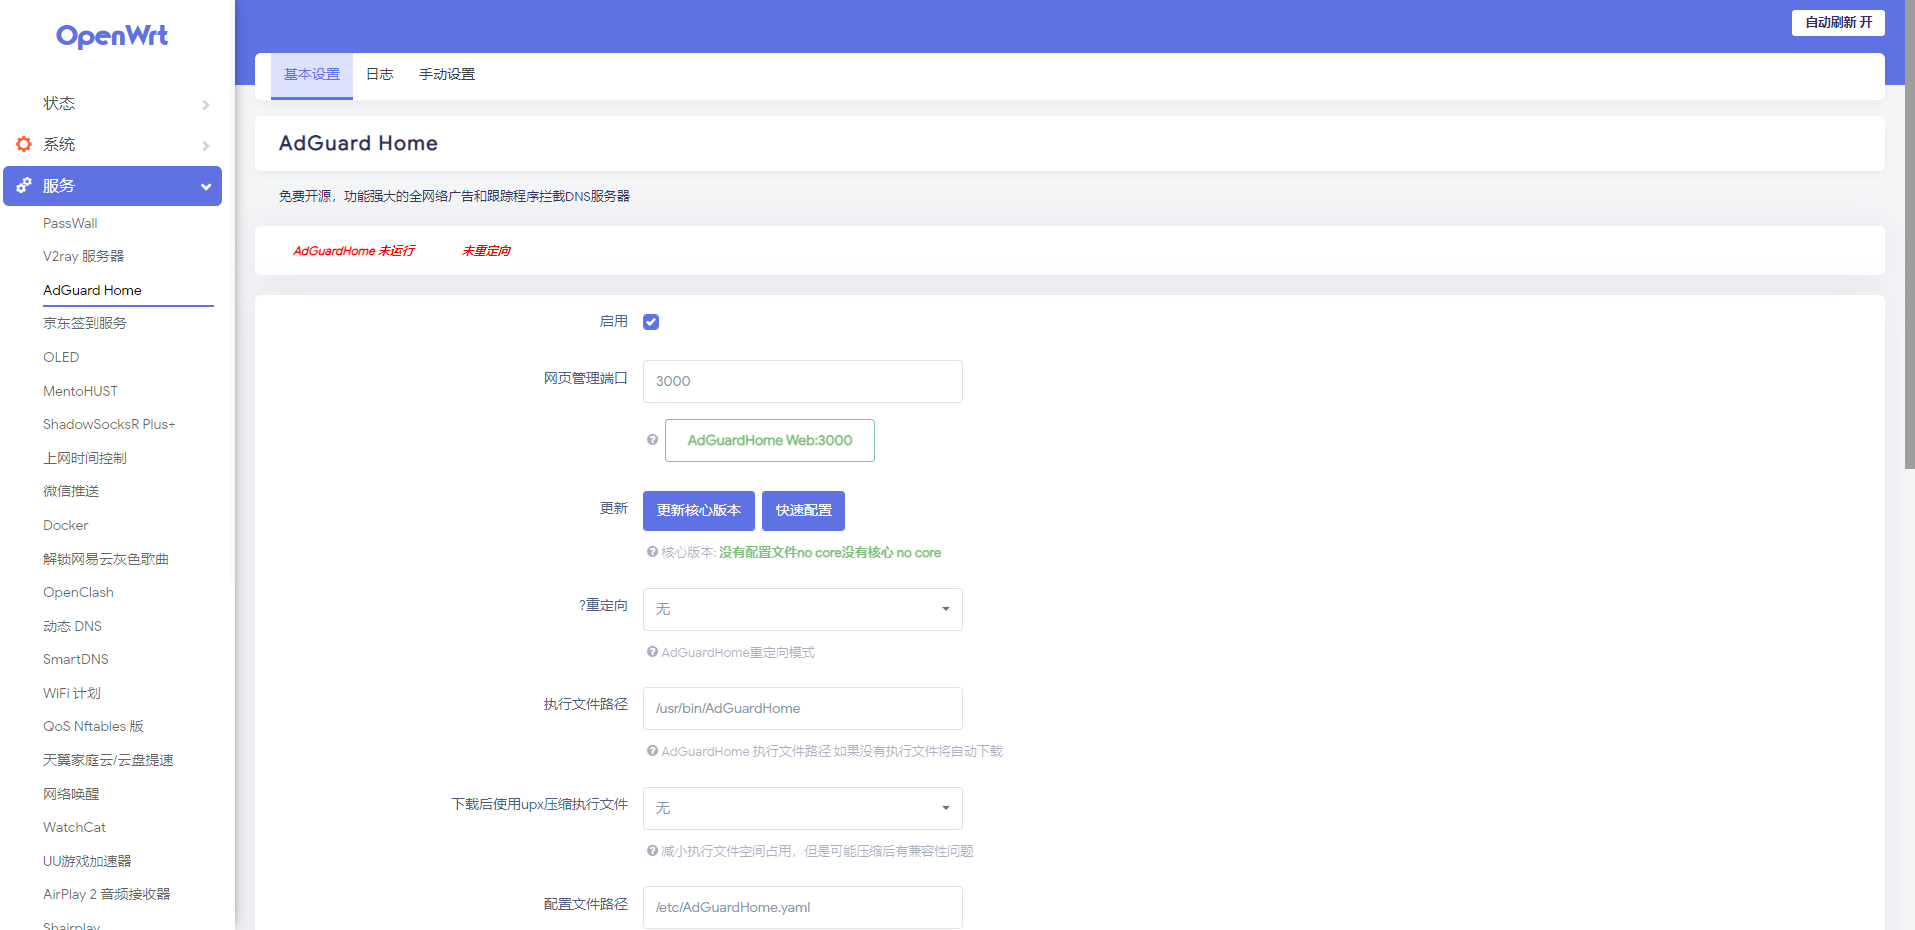 OpenWrt
状态
系统
服务
PassWall
V2ray 服务器
AdGuard Home
京东签到服务
OLED
MentoHUST
ShadowSocksR Plus+
上网时间控制
微信推送
Docker
解锁网易云灰色歌曲
OpenClash
动态 DNS
SmartDNS
WiFi 计划
QoS Nftables 版
天翼家庭云/云盘提速
网络唤醒
WatchCat
UU游戏加速器
AirPlay 2 音频接收器
Shairplay
自动刷新 开
基本设置 日志 手动设置
AdGuard Home
免费开源，功能强大的全网络广告和跟踪程序拦截DNS服务器
AdGuardHome 未运行 未重定向
启用
网页管理端口 3000
AdGuardHome Web:3000
更新 更新核心版本 快速配置
核心版本: 没有配置文件no core没有核心 no core
?重定向 无
AdGuardHome重定向模式
执行文件路径 /usr/bin/AdGuardHome
AdGuardHome 执行文件路径 如果没有执行文件将自动下载
下载后使用upx压缩执行文件 无
减小执行文件空间占用，但是可能压缩后有兼容性问题
配置文件路径 /etc/AdGuardHome.yaml